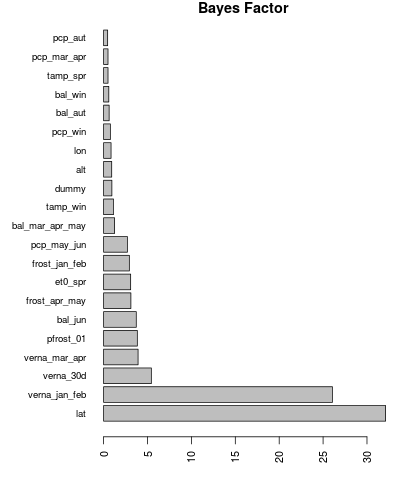 Bayes Factor
pcp_aut
pcp_mar_apr
tamp_spr
bal_win
bal_aut
pcp_win
lon
alt
dummy
tamp_win
bal_mar_apr_may
pcp_may_jun
frost_jan_feb
et0_spr
frost_apr_may
bal_jun
pfrost_01
verna_mar_apr
verna_30d
verna_jan_feb
lat
0 5 10 15 20 25 30